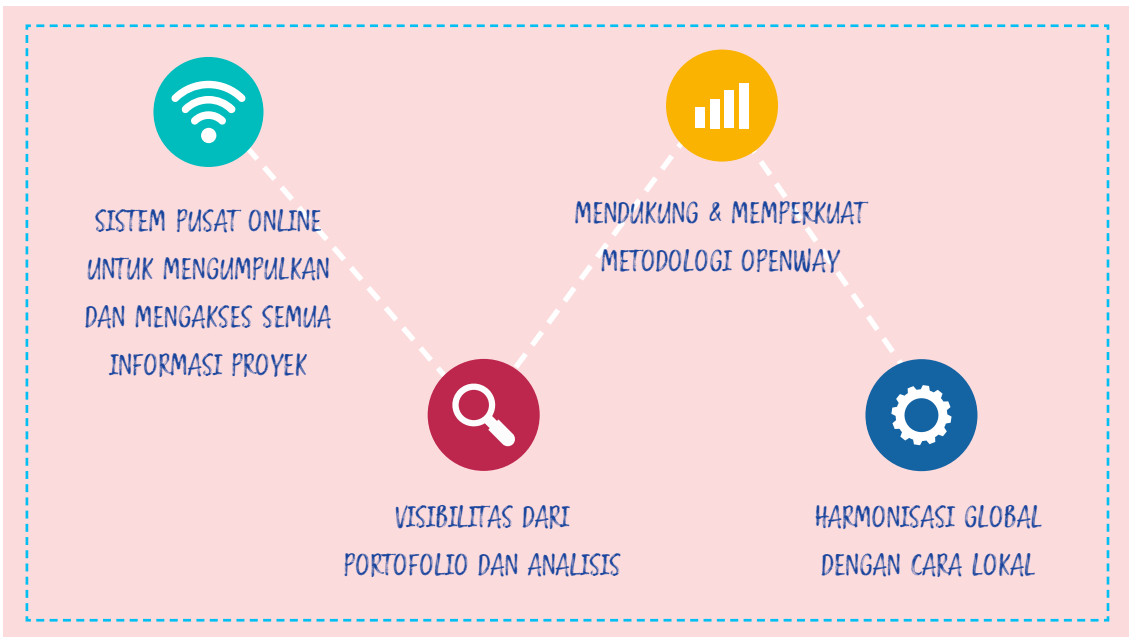 SISTEM PUSAT ONLINE
UNTUK MENGUMPULKAN
DAN MENGAKSES SEMUA
INFORMASI PROYEK
VISIBILITAS DARI
PORTOFOLIO DAN ANALISIS
MENDUKUNG & MEMPERKUAT
METODOLOGI OPENWAY
HARMONISASI GLOBAL
DENGAN CARA LOKAL